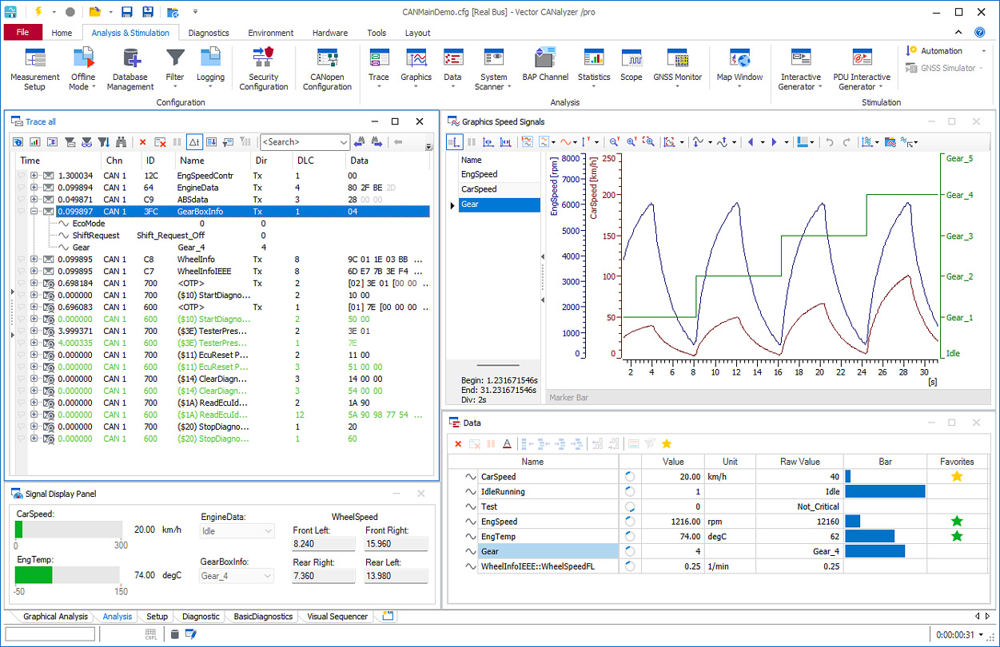 CANMainDemo.cfg [Real Bus] - Vector CANalyzer /pro
File Home Analysis & Stimulation Diagnostics Environment Hardware Tools Layout
Measurement Setup
Offline Mode
Database Management
Filter
Logging
Security Configuration
CANopen Configuration
Trace
Graphics
Data
System Scanner
BAP Channel
Statistics
Scope
GNSS Monitor
Map Window
Interactive Generator
PDU Interactive Generator
Automation
GNSS Simulator
Configuration Analysis Stimulation
Trace all
<Search>
Time Chn ID Name Dir DLC Data
1.300034 CAN 1 12C EngSpeedContr Tx 1 00
0.099894 CAN 1 64 EngineData Tx 4 80 2F BE 2D
0.049871 CAN 1 C9 ABSdata Tx 3 28 00 00
0.099897 CAN 1 3FC GearBoxInfo Tx 1 04
EcoMode 0 0
ShiftRequest Shift_Request_Off 0
Gear Gear_4 4
0.099895 CAN 1 C8 WheelInfo Tx 8 9C 01 1E 03 BB ...
0.099895 CAN 1 C7 WheelInfoIEEE Tx 8 6D E7 7B 3E F4 ...
0.698184 CAN 1 700 <OTP> Tx 2 [02] 3E 01 [00 00 ...
0.000000 CAN 1 700 ($10) StartDiagno... 2 10 00
0.696083 CAN 1 600 <OTP> Tx 1 [01] 7E [00 00 00 ...
0.000000 CAN 1 600 ($10) StartDiagno... 2 50 00
3.999371 CAN 1 700 ($3E) TesterPres... 2 3E 01
4.000335 CAN 1 600 ($3E) TesterPres... 1 7E
0.000000 CAN 1 700 ($11) EcuReset P... 2 11 00
0.000000 CAN 1 600 ($11) EcuReset P... 3 51 00 00
0.000000 CAN 1 700 ($14) ClearDiagn... 3 14 00 00
0.000000 CAN 1 600 ($14) ClearDiagn... 3 54 00 00
0.000000 CAN 1 700 ($1A) ReadEcuId... 2 1A 90
0.000000 CAN 1 600 ($1A) ReadEcuId... 12 5A 90 98 77 54 ...
0.000000 CAN 1 700 ($20) StopDiagno... 1 20
0.000000 CAN 1 600 ($20) StopDiagno... 1 60
Graphics Speed Signals
Name
EngSpeed
CarSpeed
Gear
Begin: 1.231671546s
End: 31.231671546s
Div: 2s
EngSpeed [rpm]
8000
7000
6000
5000
4000
3000
2000
1000
0
CarSpeed [km/h]
250
200
150
100
50
0
Gear_5
Gear_4
Gear_3
Gear_2
Gear_1
Idle
2 4 6 8 10 12 14 16 18 20 22 24 26 28 30
[s]
Marker Bar
Signal Display Panel
CarSpeed:
20.00 km/h
0 300
EngTemp:
74.00 degC
-50 150
EngineData:
Idle
GearBoxInfo:
Gear_4
WheelSpeed
Front Left: Front Right:
8.240 15.960
Rear Right: Rear Left:
7.360 13.980
Data
Name Value Unit Raw Value Bar Favorites
CarSpeed 20.00 km/h 40
IdleRunning 1 Idle
Test 0 Not_Critical
EngSpeed 1216.00 rpm 12160
EngTemp 74.00 degC 62
Gear 4 Gear_4
WheelInfoIEEE::WheelSpeedFL 0.25 1/min 0.25
Graphical Analysis Analysis Setup Diagnostic BasicDiagnostics Visual Sequencer
CAPL
0:00:00:31